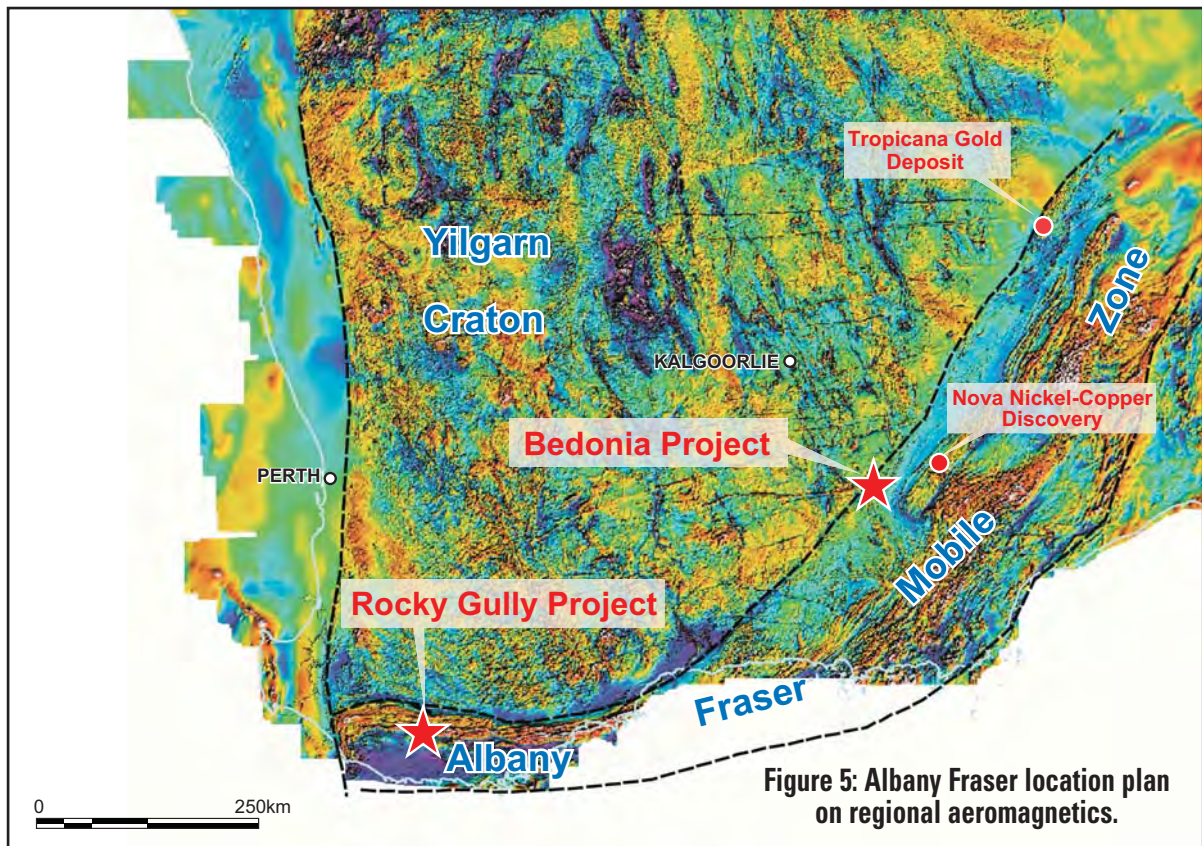 Tropicana Gold
Deposit
Yilgarn
Craton
Zone
KALGOORLIE
Nova Nickel-Copper
Discovery
Bedonia Project
PERTH
Mobile
Rocky Gully Project
Fraser
Albany
Figure 5: Albany Fraser location plan
on regional aeromagnetics.
0 250km